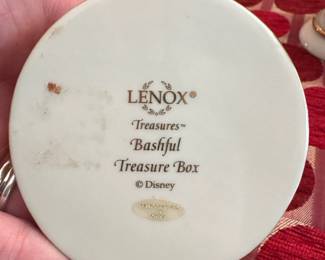 LENOX®
Treasures™
Bashful
Treasure Box
© Disney